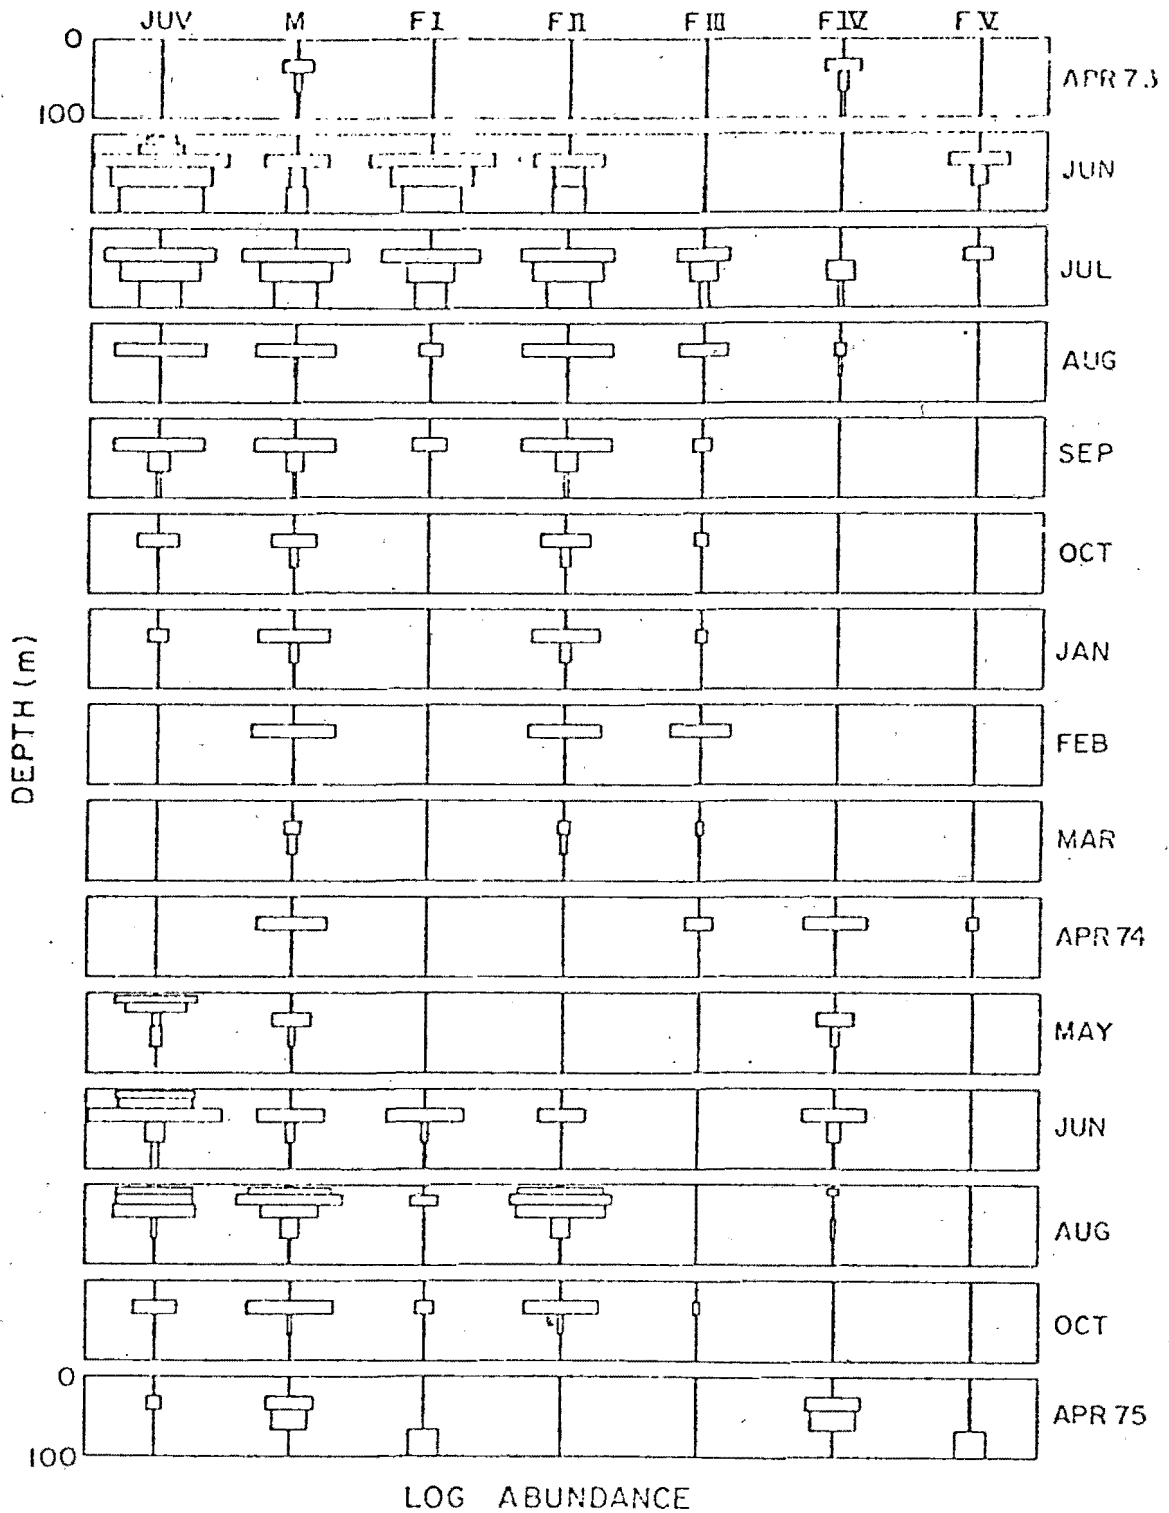 JUV M F I F II F III F IV F V
0
APR 73
100
JUN
JUL
AUG
SEP
OCT
JAN
FEB
MAR
APR 74
MAY
JUN
AUG
OCT
0
APR 75
100
DEPTH (m)
LOG ABUNDANCE